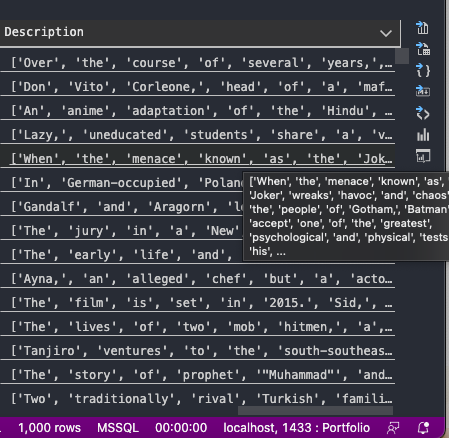 Description
['Over', 'the', 'course', 'of', 'several', 'years,',…
['Don', 'Vito', 'Corleone,', 'head', 'of', 'a', 'maf…
['An', 'anime', 'adaptation', 'of', 'the', 'Hindu', …
['Lazy,', 'uneducated', 'students', 'share', 'a', 'v…
['When', 'the', 'menace', 'known', 'as', 'the', 'Jok…
['In', 'German-occupied', 'Polan
['Gandalf', 'and', 'Aragorn', 'l
['The', 'jury', 'in', 'a', 'New'
['The', 'early', 'life', 'and',
['Ayna,', 'an', 'alleged', 'chef', 'but', 'a', 'acto…
['The', 'film', 'is', 'set', 'in', '2015.', 'Sid,', …
['The', 'lives', 'of', 'two', 'mob', 'hitmen,', 'a',…
['Tanjiro', 'ventures', 'to', 'the', 'south-southeas…
['The', 'story', 'of', 'prophet', '"Muhammad"', 'and…
['Two', 'traditionally', 'rival', 'Turkish', 'famili…
['When', 'the', 'menace', 'known', 'as',
'Joker', 'wreaks', 'havoc', 'and', 'chaos'
'the', 'people', 'of', 'Gotham,', 'Batman'
'accept', 'one', 'of', 'the', 'greatest',
'psychological', 'and', 'physical', 'tests
'his', ...
1,000 rows MSSQL 00:00:00 localhost, 1433 : Portfolio